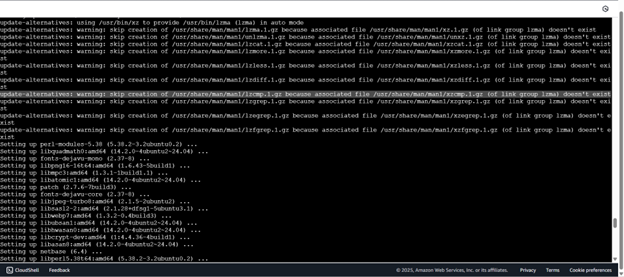 update-alternatives: using /usr/bin/xz to provide /usr/bin/lzma (lzma) in auto mode
update-alternatives: warning: skip creation of /usr/share/man/man1/lzma.1.gz because associated file /usr/share/man/man1/xz.1.gz (of link group lzma) doesn't exist
update-alternatives: warning: skip creation of /usr/share/man/man1/unlzma.1.gz because associated file /usr/share/man/man1/unxz.1.gz (of link group lzma) doesn't exist
update-alternatives: warning: skip creation of /usr/share/man/man1/lzcat.1.gz because associated file /usr/share/man/man1/xzcat.1.gz (of link group lzma) doesn't exist
update-alternatives: warning: skip creation of /usr/share/man/man1/lzmore.1.gz because associated file /usr/share/man/man1/xzmore.1.gz (of link group lzma) doesn't exi
st
update-alternatives: warning: skip creation of /usr/share/man/man1/lzless.1.gz because associated file /usr/share/man/man1/xzless.1.gz (of link group lzma) doesn't exi
st
update-alternatives: warning: skip creation of /usr/share/man/man1/lzdiff.1.gz because associated file /usr/share/man/man1/xzdiff.1.gz (of link group lzma) doesn't exi
st
update-alternatives: warning: skip creation of /usr/share/man/man1/lzcmp.1.gz because associated file /usr/share/man/man1/xzcmp.1.gz (of link group lzma) doesn't exist
update-alternatives: warning: skip creation of /usr/share/man/man1/lzgrep.1.gz because associated file /usr/share/man/man1/xzgrep.1.gz (of link group lzma) doesn't exi
st
update-alternatives: warning: skip creation of /usr/share/man/man1/lzegrep.1.gz because associated file /usr/share/man/man1/xzegrep.1.gz (of link group lzma) doesn't e
xist
update-alternatives: warning: skip creation of /usr/share/man/man1/lzfgrep.1.gz because associated file /usr/share/man/man1/xzfgrep.1.gz (of link group lzma) doesn't e
xist
Setting up perl-modules-5.38 (5.38.2-3.2ubuntu0.2) ...
Setting up libquadmath0:amd64 (14.2.0-4ubuntu2~24.04) ...
Setting up fonts-dejavu-mono (2.37-8) ...
Setting up libpng16-16t64:amd64 (1.6.43-5build1) ...
Setting up libmpc3:amd64 (1.3.1-1build1.1) ...
Setting up libatomic1:amd64 (14.2.0-4ubuntu2~24.04) ...
Setting up patch (2.7.6-7build3) ...
Setting up fonts-dejavu-core (2.37-8) ...
Setting up libjpeg-turbo8:amd64 (2.1.5-2ubuntu2) ...
Setting up libsasl2-2:amd64 (2.1.28+dfsg1-5ubuntu3.1) ...
Setting up libwebp7:amd64 (1.3.2-0.4build3) ...
Setting up libubsan1:amd64 (14.2.0-4ubuntu2~24.04) ...
Setting up libhwasan0:amd64 (14.2.0-4ubuntu2~24.04) ...
Setting up libcrypt-dev:amd64 (1:4.4.36-4build1) ...
Setting up libasan8:amd64 (14.2.0-4ubuntu2~24.04) ...
Setting up netbase (6.4) ...
Setting up libperl5.38t64:amd64 (5.38.2-3.2ubuntu0.2) ...
CloudShell Feedback © 2025, Amazon Web Services, Inc. or its affiliates. Privacy Terms Cookie preferences